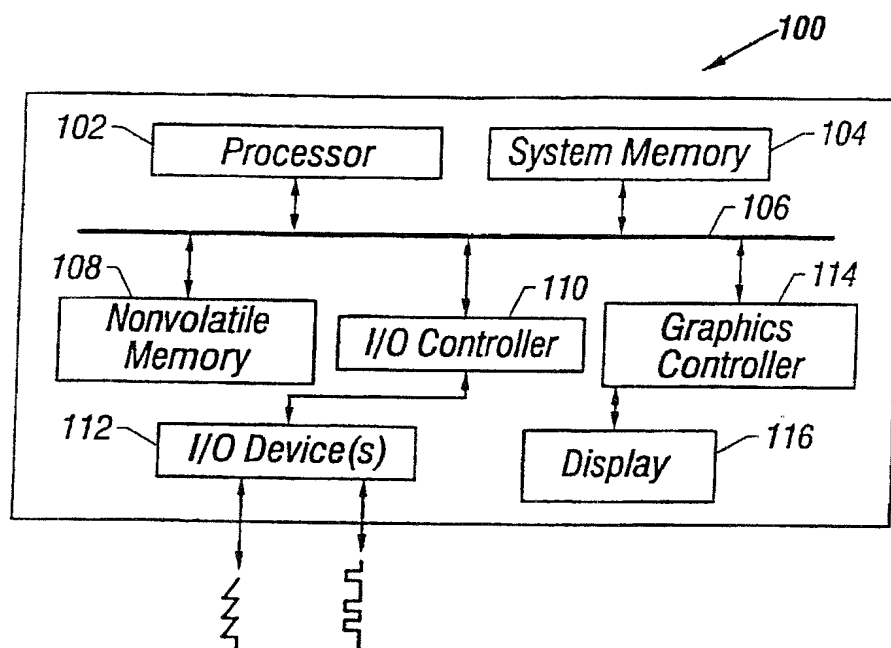 100
102
Processor
System Memory
104
106
108
Nonvolatile
Memory
110
I/O Controller
114
Graphics
Controller
112
I/O Device(s)
Display
116